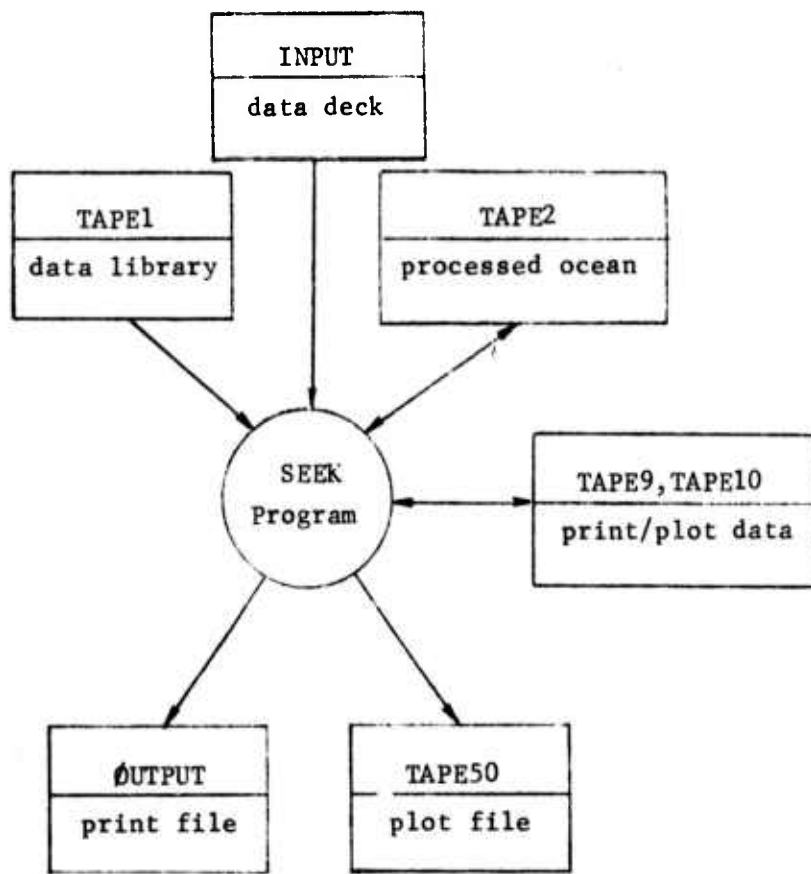 INPUT
data deck
TAPE1
data library
TAPE2
processed ocean
SEEK
Program
TAPE9,TAPE10
print/plot data
ØUTPUT
print file
TAPE50
plot file